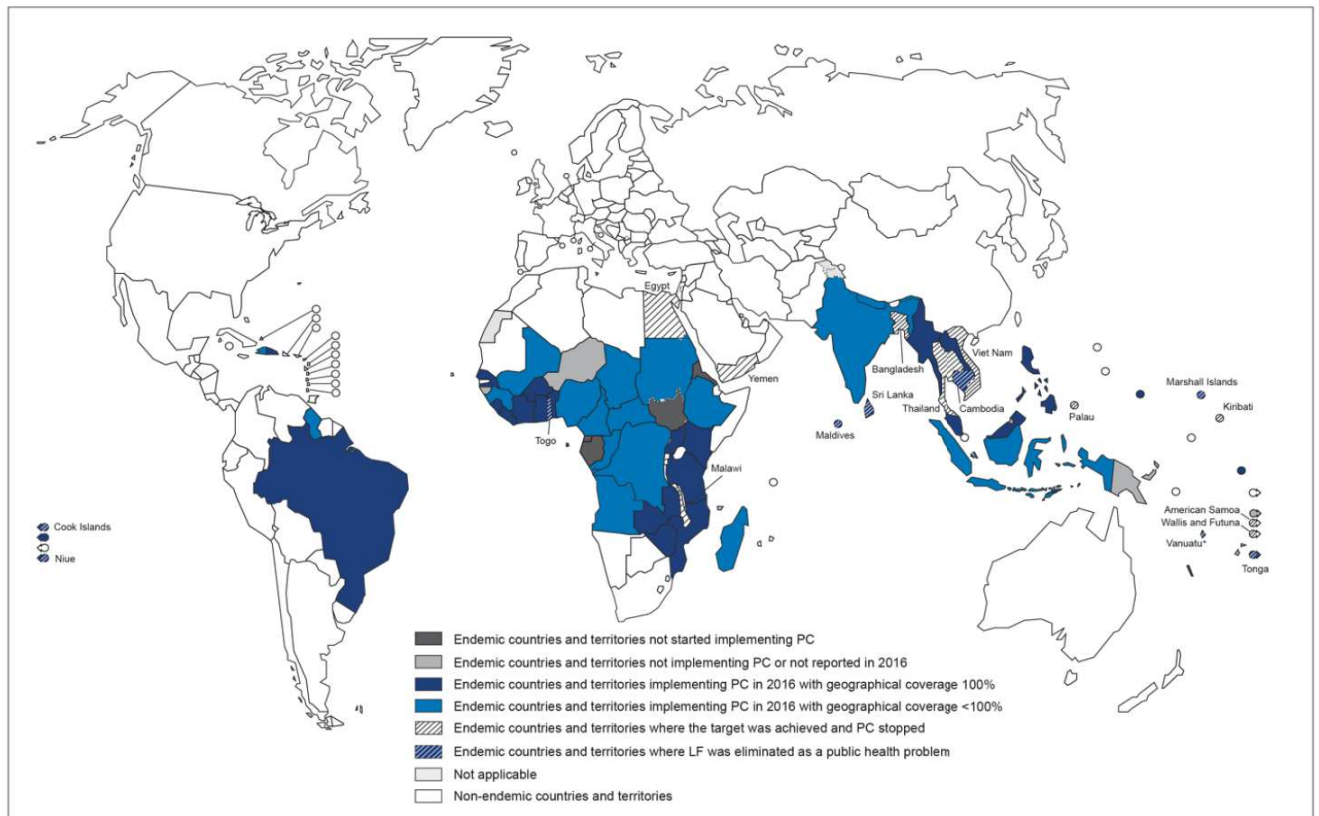 Egypt
Yemen
Togo
Malawi
Bangladesh
Sri Lanka
Maldives
Thailand
Cambodia
Viet Nam
Palau
Marshall Islands
Kiribati
American Samoa
Wallis and Futuna
Vanuatu
Tonga
Cook Islands
Niue
Endemic countries and territories not started implementing PC
Endemic countries and territories not implementing PC or not reported in 2016
Endemic countries and territories implementing PC in 2016 with geographical coverage 100%
Endemic countries and territories implementing PC in 2016 with geographical coverage <100%
Endemic countries and territories where the target was achieved and PC stopped
Endemic countries and territories where LF was eliminated as a public health problem
Not applicable
Non-endemic countries and territories